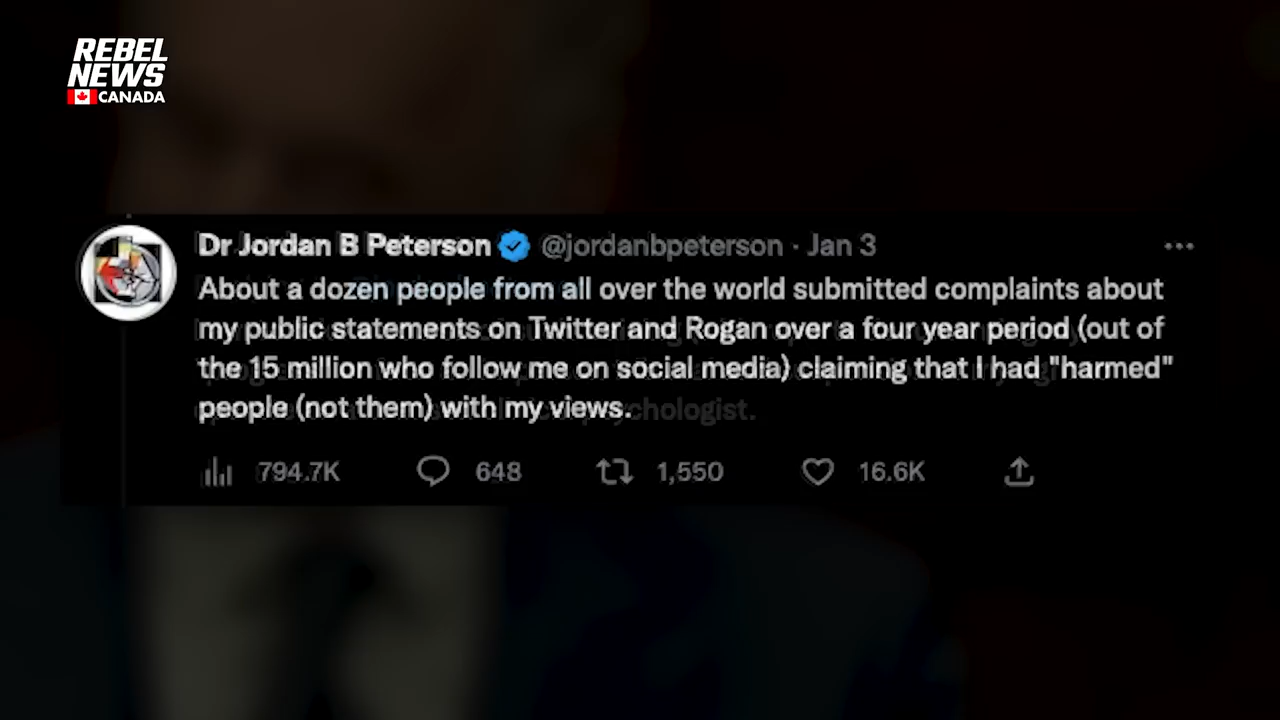 REBEL
NEWS
CANADA
Dr Jordan B Peterson @jordanbpeterson · Jan 3
About a dozen people from all over the world submitted complaints about
my public statements on Twitter and Rogan over a four year period (out of
the 15 million who follow me on social media) claiming that I had "harmed"
people (not them) with my views.
794.7K 648 1,550 16.6K